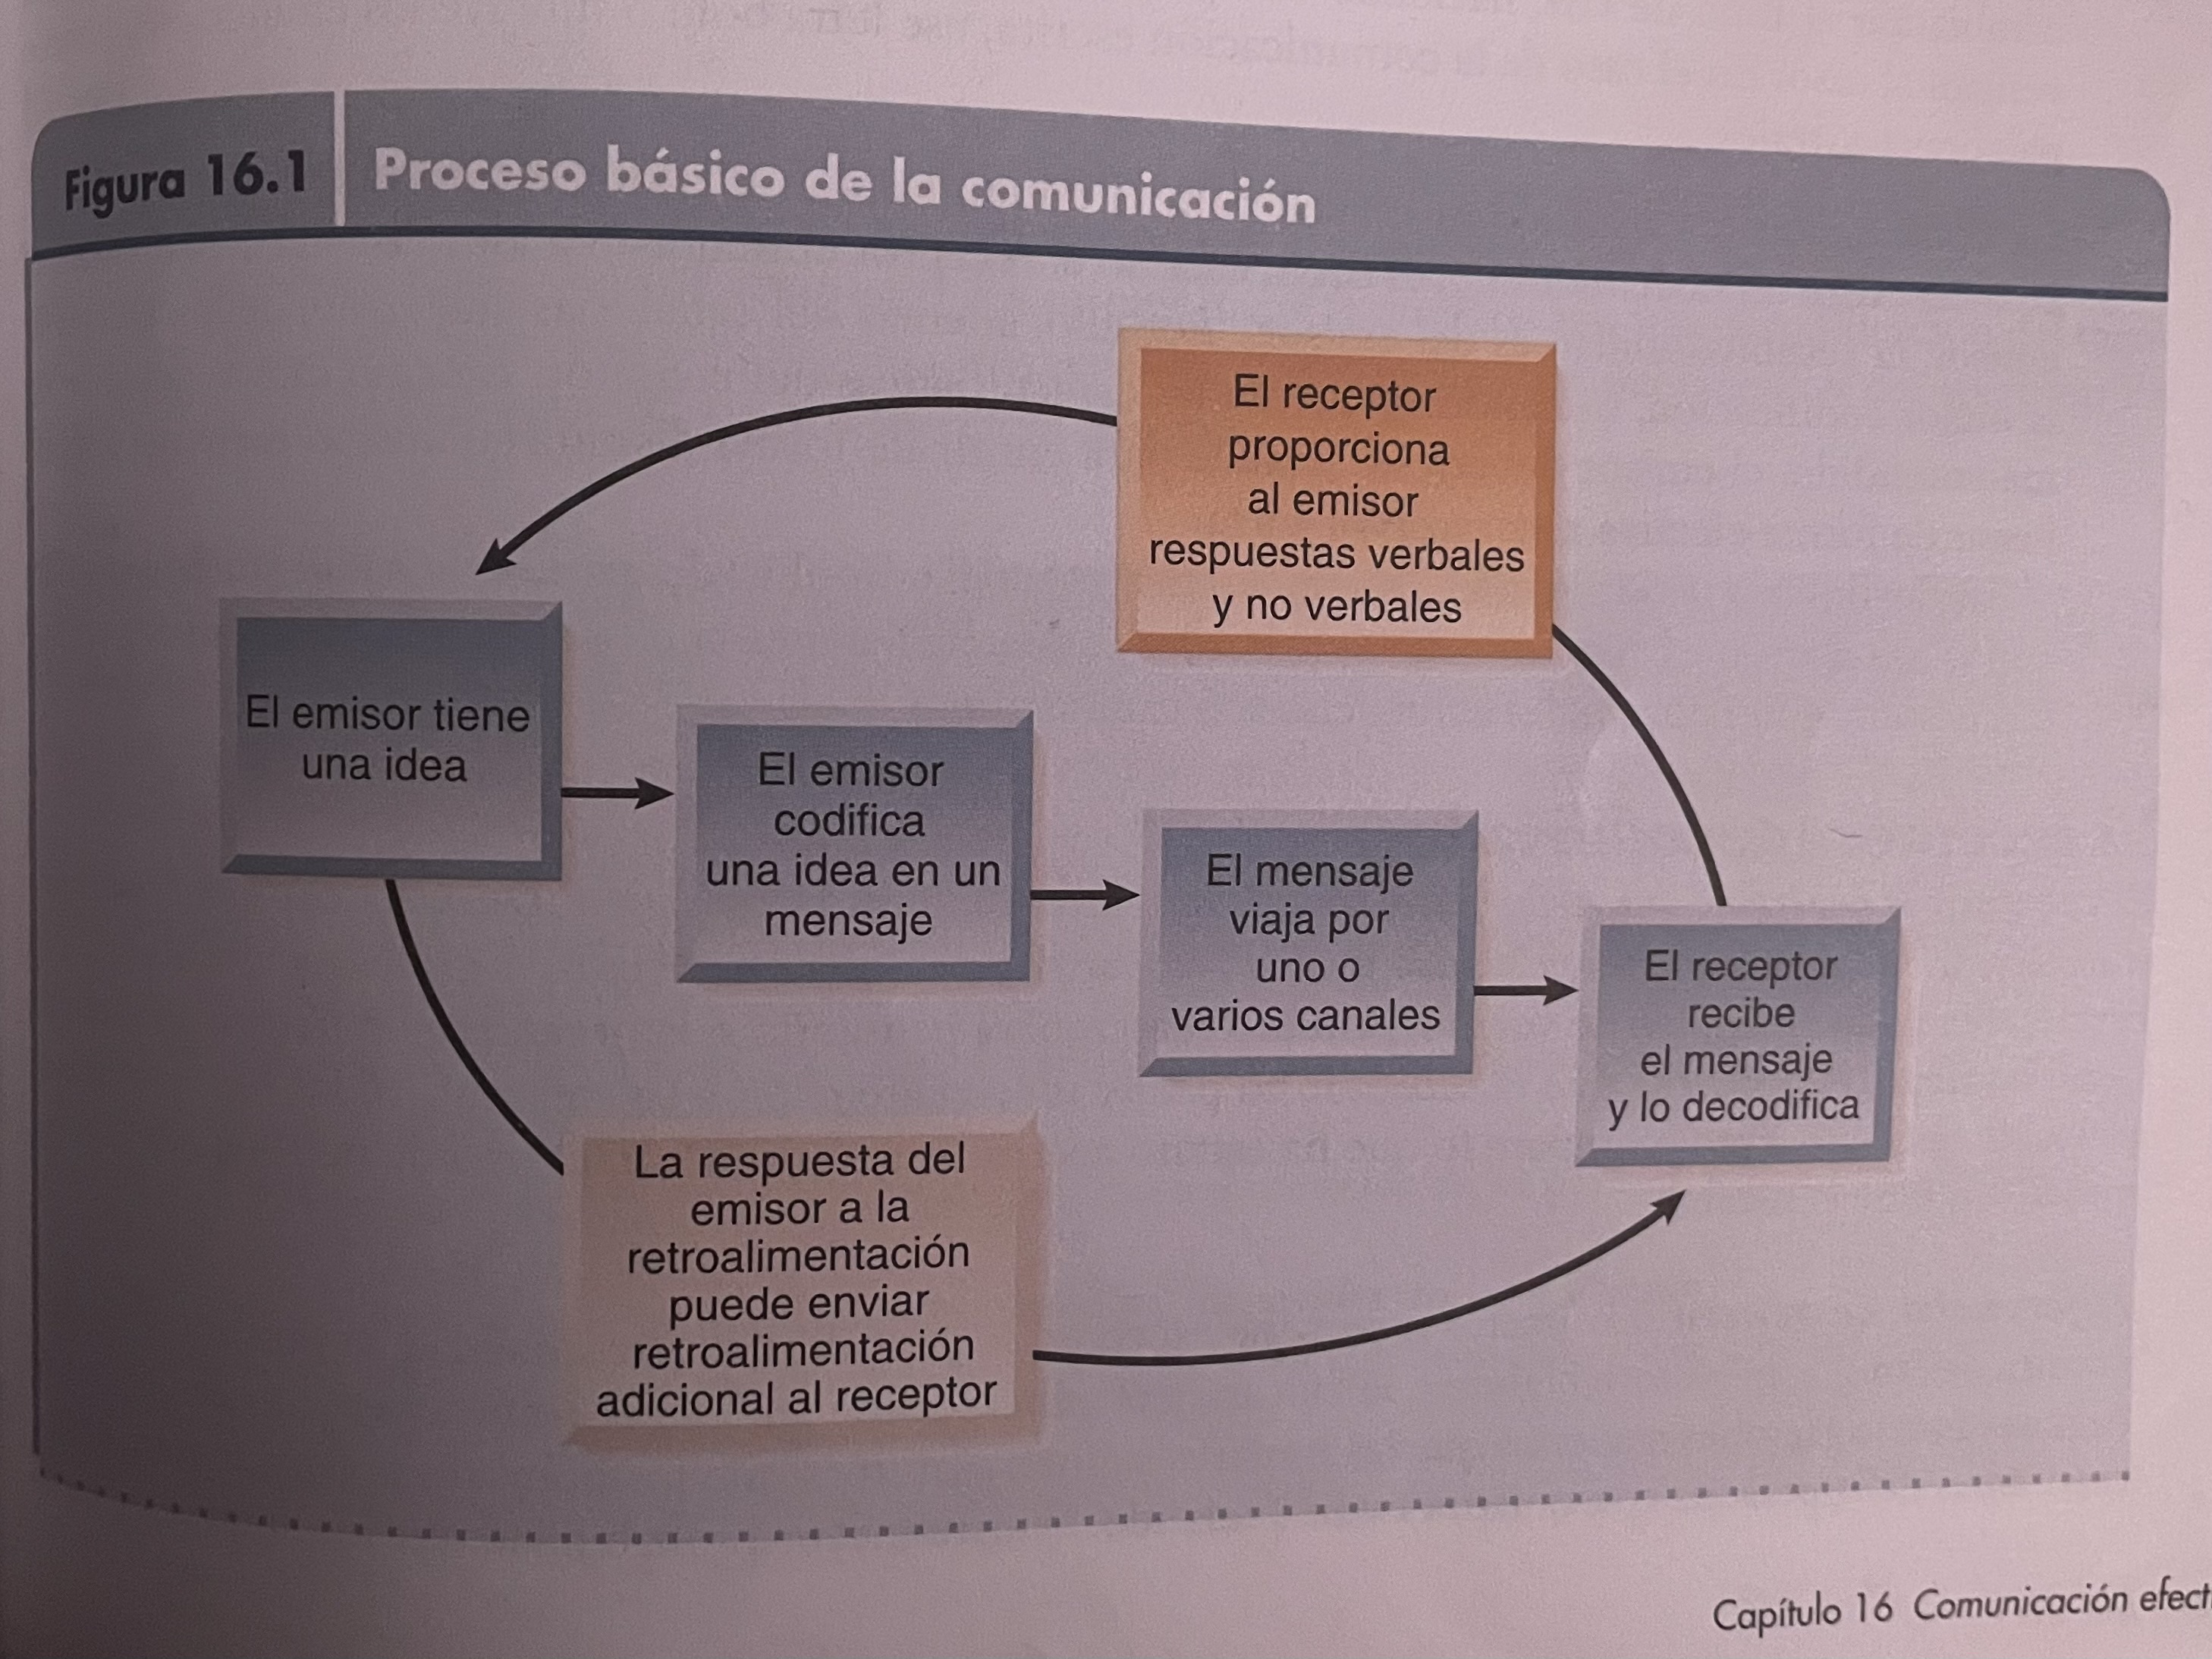 Figura 16.1 Proceso básico de la comunicación
El receptor
proporciona
al emisor
respuestas verbales
y no verbales
El emisor tiene
una idea
El emisor
codifica
una idea en un
mensaje
El mensaje
viaja por
uno o
varios canales
El receptor
recibe
el mensaje
y lo decodifica
La respuesta del
emisor a la
retroalimentación
puede enviar
retroalimentación
adicional al receptor
Capítulo 16 Comunicación